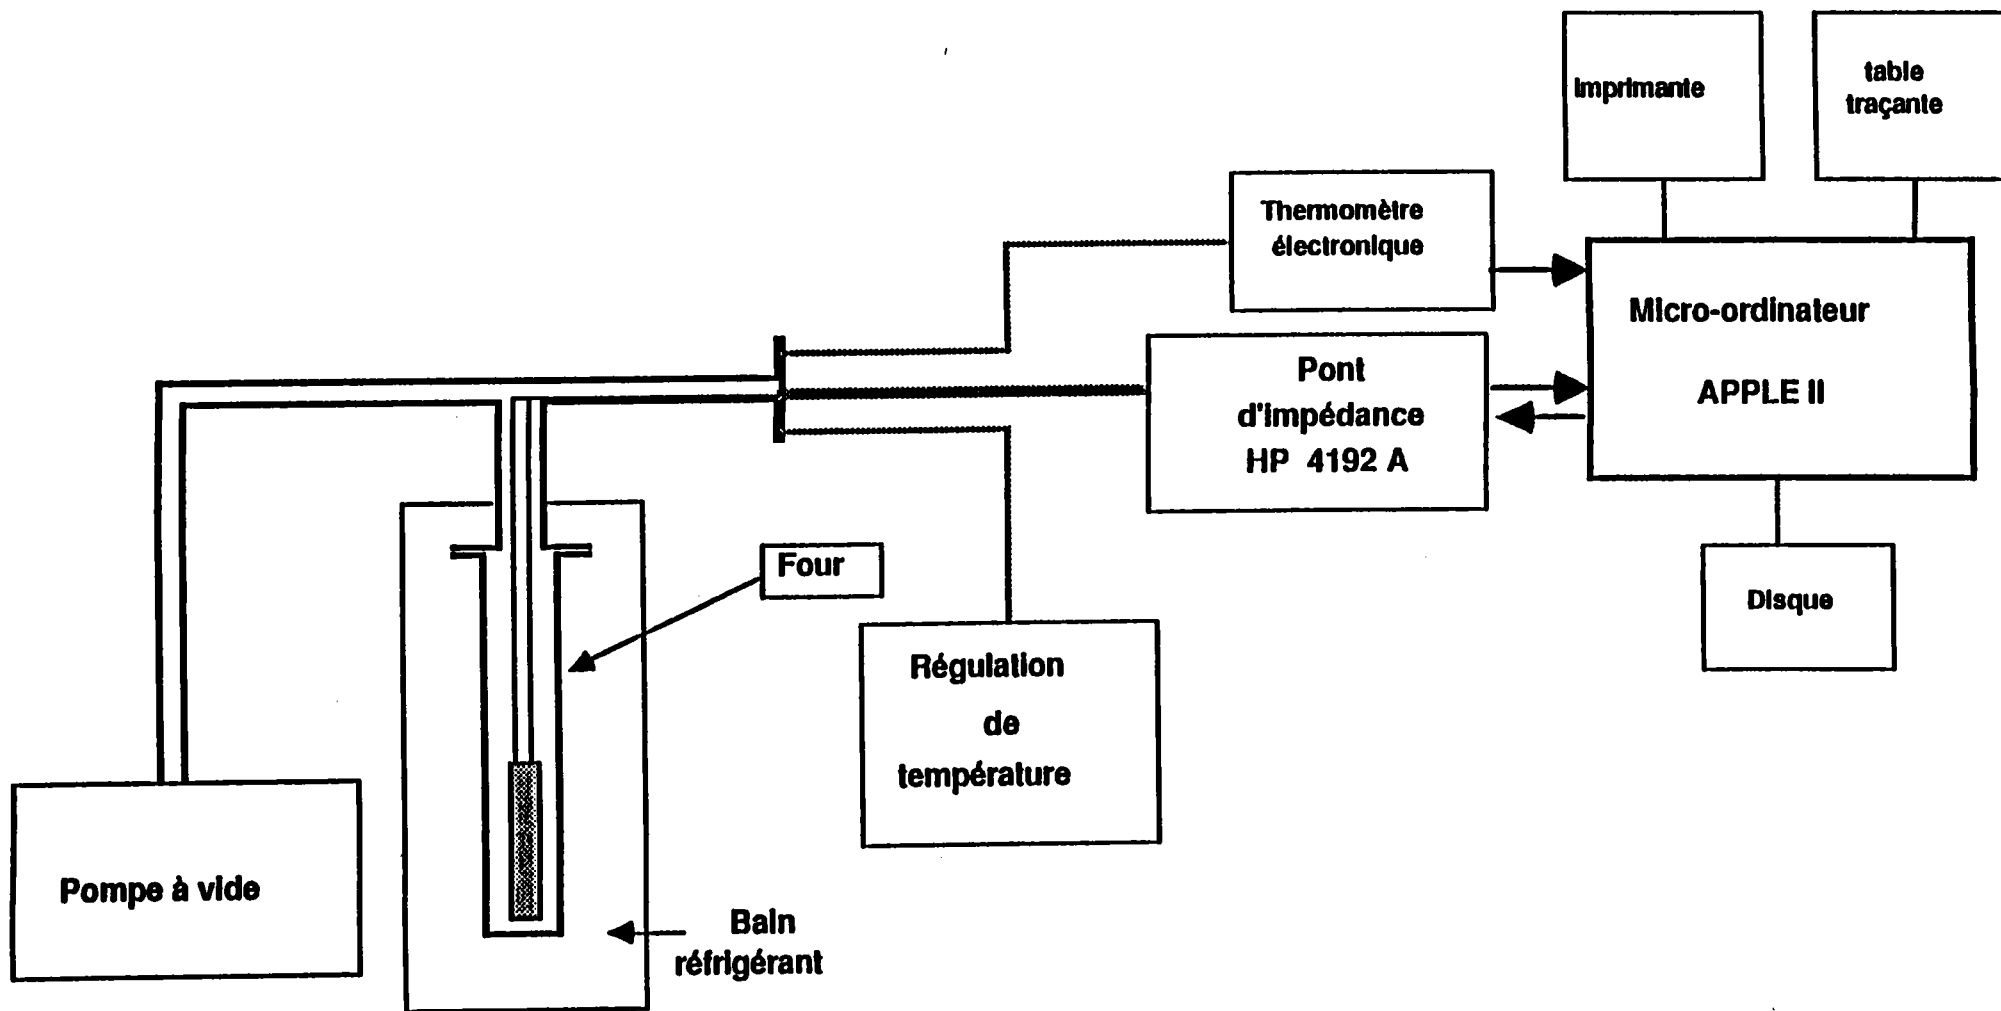 Imprimante
table
traçante
Thermomètre
électronique
Micro-ordinateur
APPLE II
Pont
d'impédance
HP 4192 A
Four
Disque
Régulation
de
température
Pompe à vide
Bain
réfrigérant